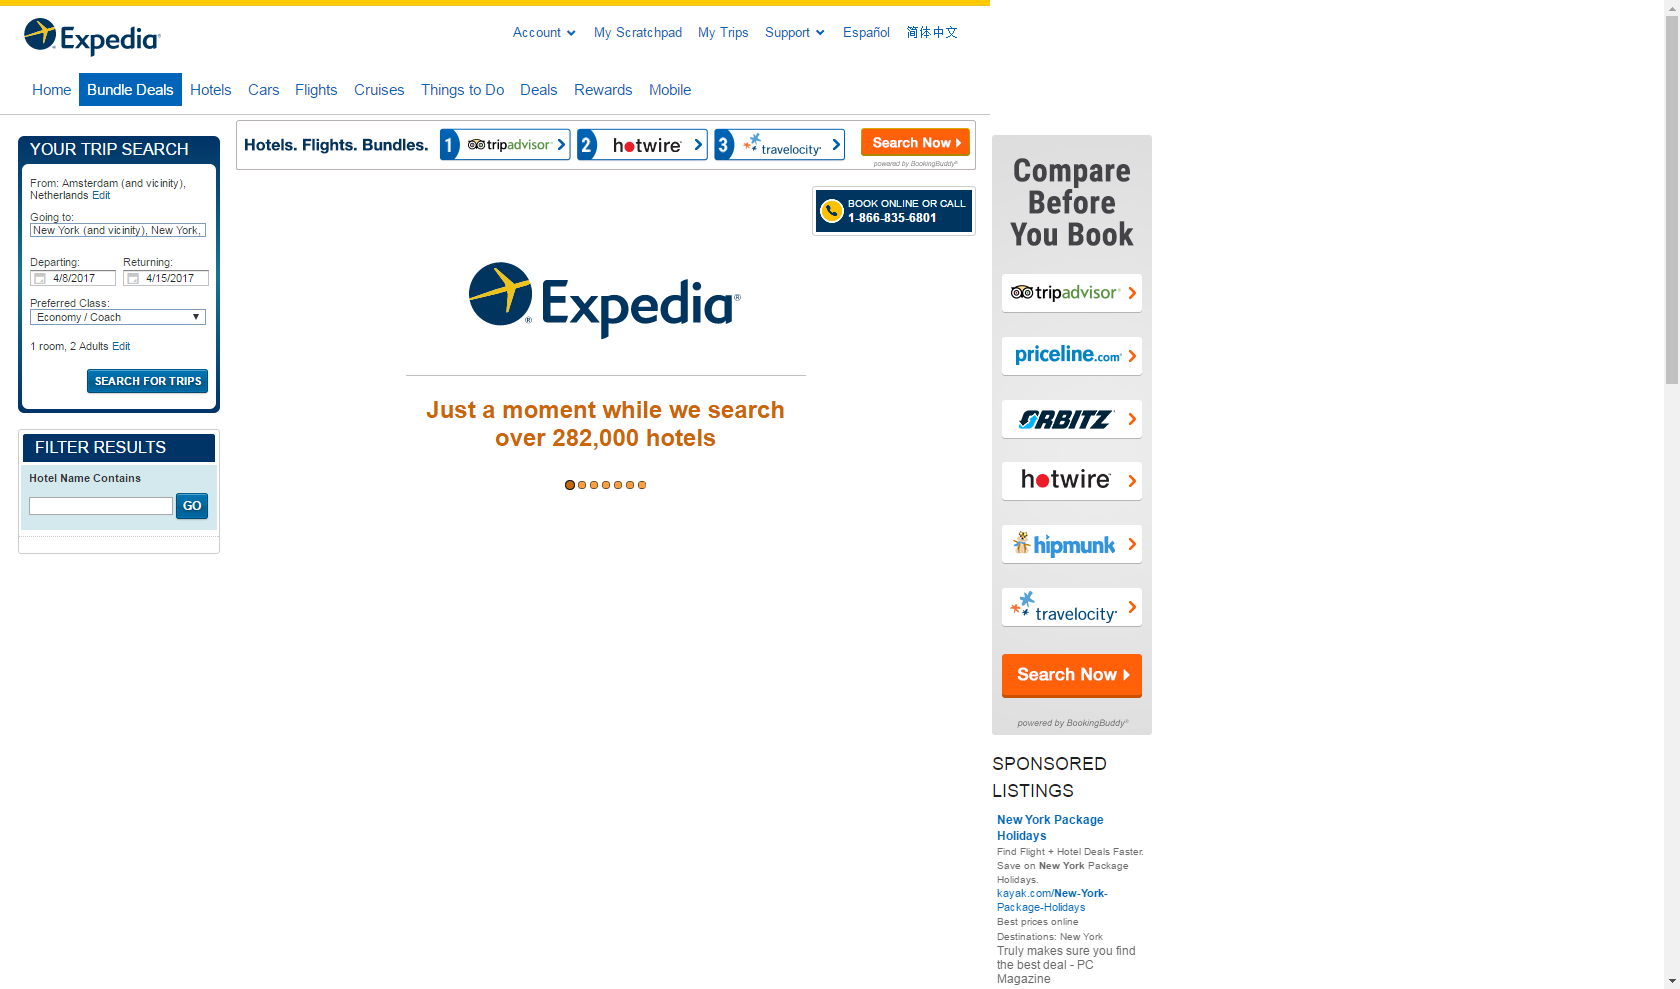 Expedia®
Account
My Scratchpad
My Trips
Support
Español
简体中文
Home
Bundle Deals
Hotels
Cars
Flights
Cruises
Things to Do
Deals
Rewards
Mobile
YOUR TRIP SEARCH
From: Amsterdam (and vicinity),
Netherlands Edit
Going to:
New York (and vicinity), New York,
Departing:
Returning:
4/8/2017
4/15/2017
Preferred Class:
Economy / Coach
1 room, 2 Adults Edit
SEARCH FOR TRIPS
FILTER RESULTS
Hotel Name Contains
GO
Hotels. Flights. Bundles.
1 tripadvisor®
2 hotwire
3 travelocity
Search Now
powered by BookingBuddy®
BOOK ONLINE OR CALL
1-866-835-6801
Expedia®
Just a moment while we search
over 282,000 hotels
Compare
Before
You Book
tripadvisor®
priceline.com®
ORBITZ
hotwire
hipmunk
travelocity
Search Now
powered by BookingBuddy®
SPONSORED
LISTINGS
New York Package
Holidays
Find Flight + Hotel Deals Faster.
Save on New York Package
Holidays.
kayak.com/New-York-
Package-Holidays
Best prices online
Destinations: New York
Truly makes sure you find
the best deal - PC
Magazine